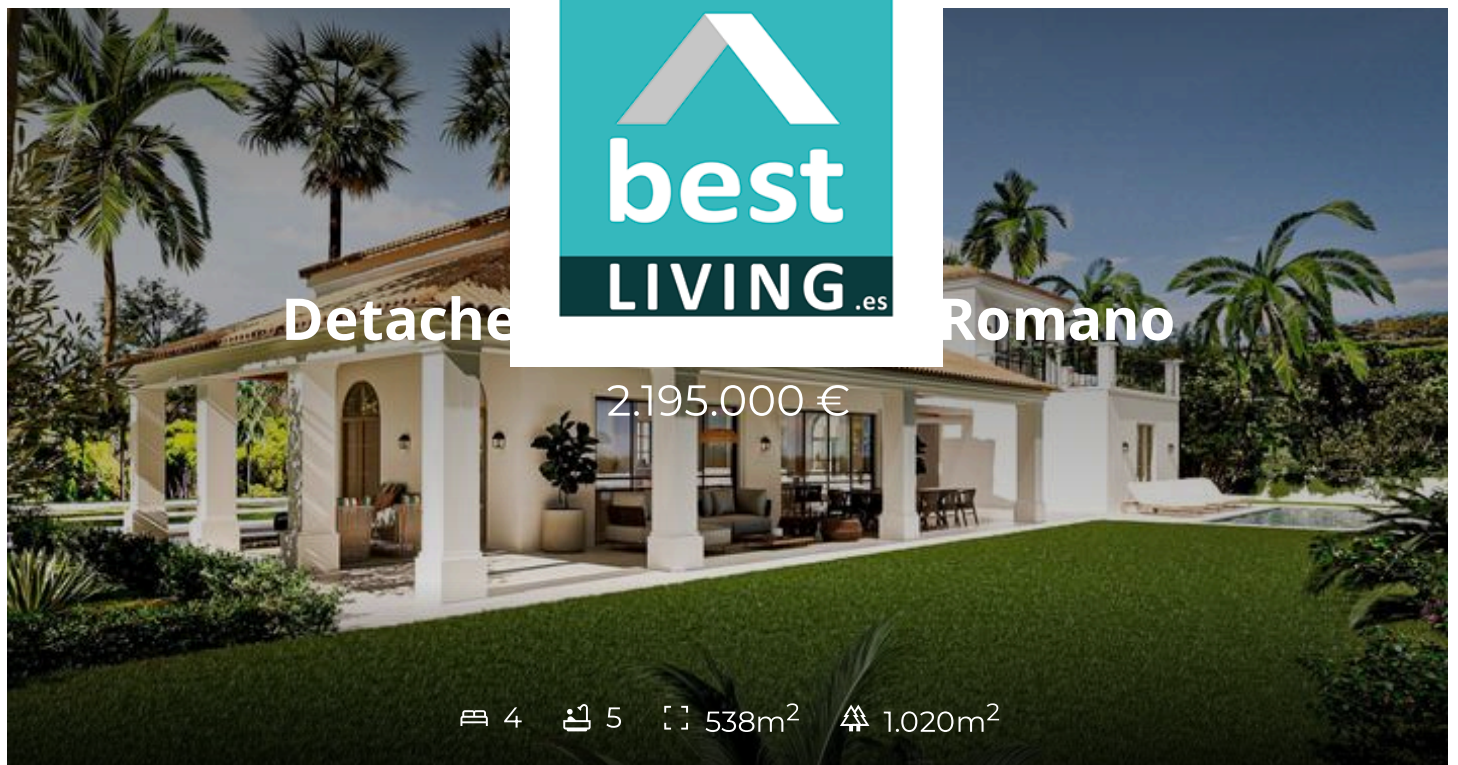 best
LIVING.es
Detache Romano
2.195.000 €
4 5 538m² 1.020m²